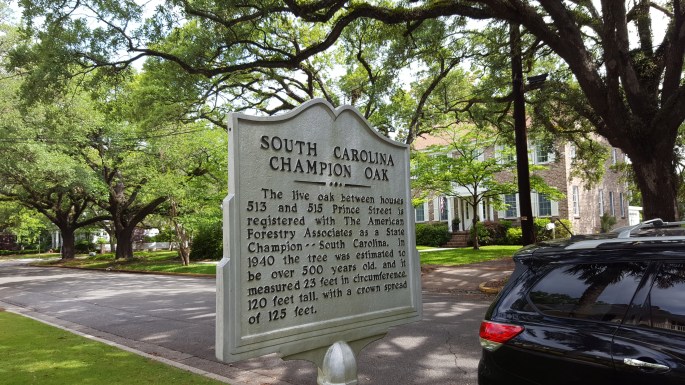 SOUTH CAROLINA
CHAMPION OAK
The live oak between houses
513 and 515 Prince Street is
registered with The American
Forestry Associates as a State
Champion -- South Carolina. In
1940 the tree was estimated to
be over 500 years old, and it
measured 23 feet in circumference,
120 feet tall, with a crown spread
of 125 feet.